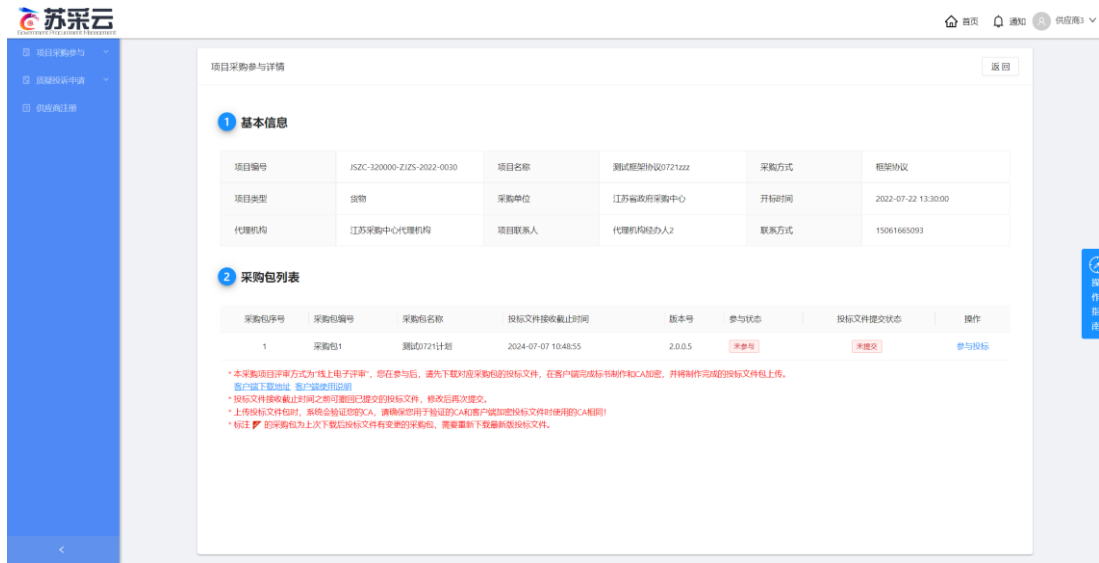 苏采云
Government Procurement Management
首页 通知 供应商3
项目采购参与
质疑投诉申请
供应商注册
项目采购参与详情 返回
1 基本信息
项目编号 JSZC-320000-ZJZS-2022-0030 项目名称 测试框架协议0721zzz 采购方式 框架协议
项目类型 货物 采购单位 江苏省政府采购中心 开标时间 2022-07-22 13:30:00
代理机构 江苏采购中心代理机构 项目联系人 代理机构经办人2 联系方式 15061665093
2 采购包列表
采购包序号 采购包编号 采购包名称 投标文件接收截止时间 版本号 参与状态 投标文件提交状态 操作
1 采购包1 测试0721计划 2024-07-07 10:48:55 2.0.0.5 未参与 未提交 参与投标
* 本采购项目评审方式为“线上电子评审”，您在参与后，请先下载对应采购包的投标文件，在客户端完成标书制作和CA加密，并将制作完成的投标文件包上传。
客户端下载地址 客户端使用说明
* 投标文件接收截止时间之前可撤回已提交的投标文件，修改后再次提交。
* 上传投标文件包时，系统会验证您的CA，请确保您用于验证的CA和客户端加密投标文件时使用的CA相同!
* 标注 的采购包为上次下载后投标文件有变更的采购包，需要重新下载最新版投标文件。
操
作
指
南